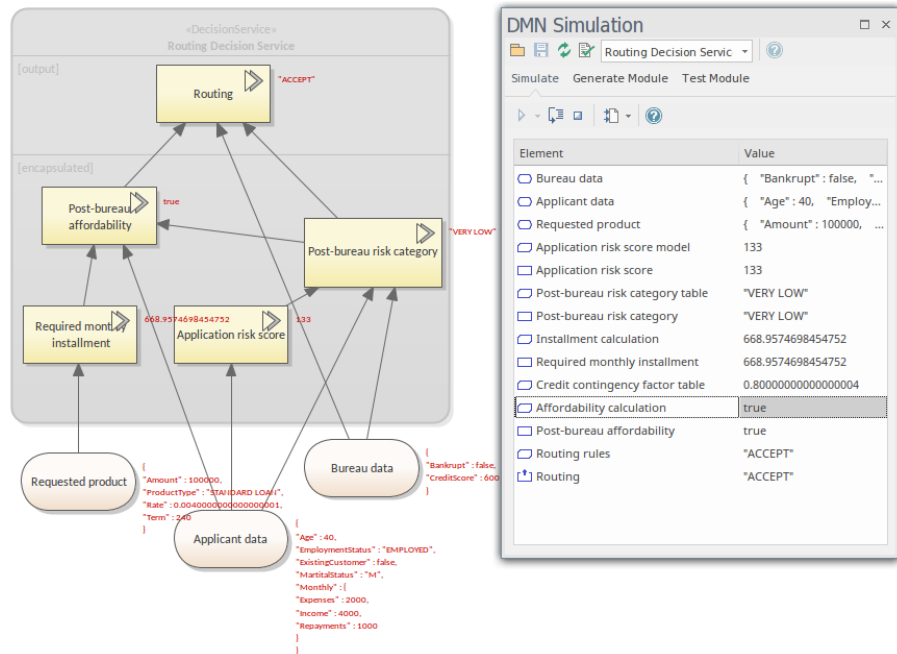 «DecisionService»
Routing Decision Service
[output]
Routing
"ACCEPT"
[encapsulated]
Post-bureau
affordability
true
Post-bureau risk category
"VERY LOW"
Required monthly
installment
668.9574698454752
Application risk score
133
Requested product
{
"Amount" : 100000,
"ProductType" : "STANDARD LOAN",
"Rate" : 0.0040000000000000001,
"Term" : 240
}
Applicant data
{
"Age" : 40,
"EmploymentStatus" : "EMPLOYED",
"ExistingCustomer" : false,
"MartitalStatus" : "M",
"Monthly" : {
"Expenses" : 2000,
"Income" : 4000,
"Repayments" : 1000
}
}
Bureau data
{
"Bankrupt" : false,
"CreditScore" : 600
}
DMN Simulation
Routing Decision Servic
Simulate Generate Module Test Module
Element Value
Bureau data { "Bankrupt" : false, "...
Applicant data { "Age" : 40, "Employ...
Requested product { "Amount" : 100000, ...
Application risk score model 133
Application risk score 133
Post-bureau risk category table "VERY LOW"
Post-bureau risk category "VERY LOW"
Installment calculation 668.9574698454752
Required monthly installment 668.9574698454752
Credit contingency factor table 0.80000000000000004
Affordability calculation true
Post-bureau affordability true
Routing rules "ACCEPT"
Routing "ACCEPT"